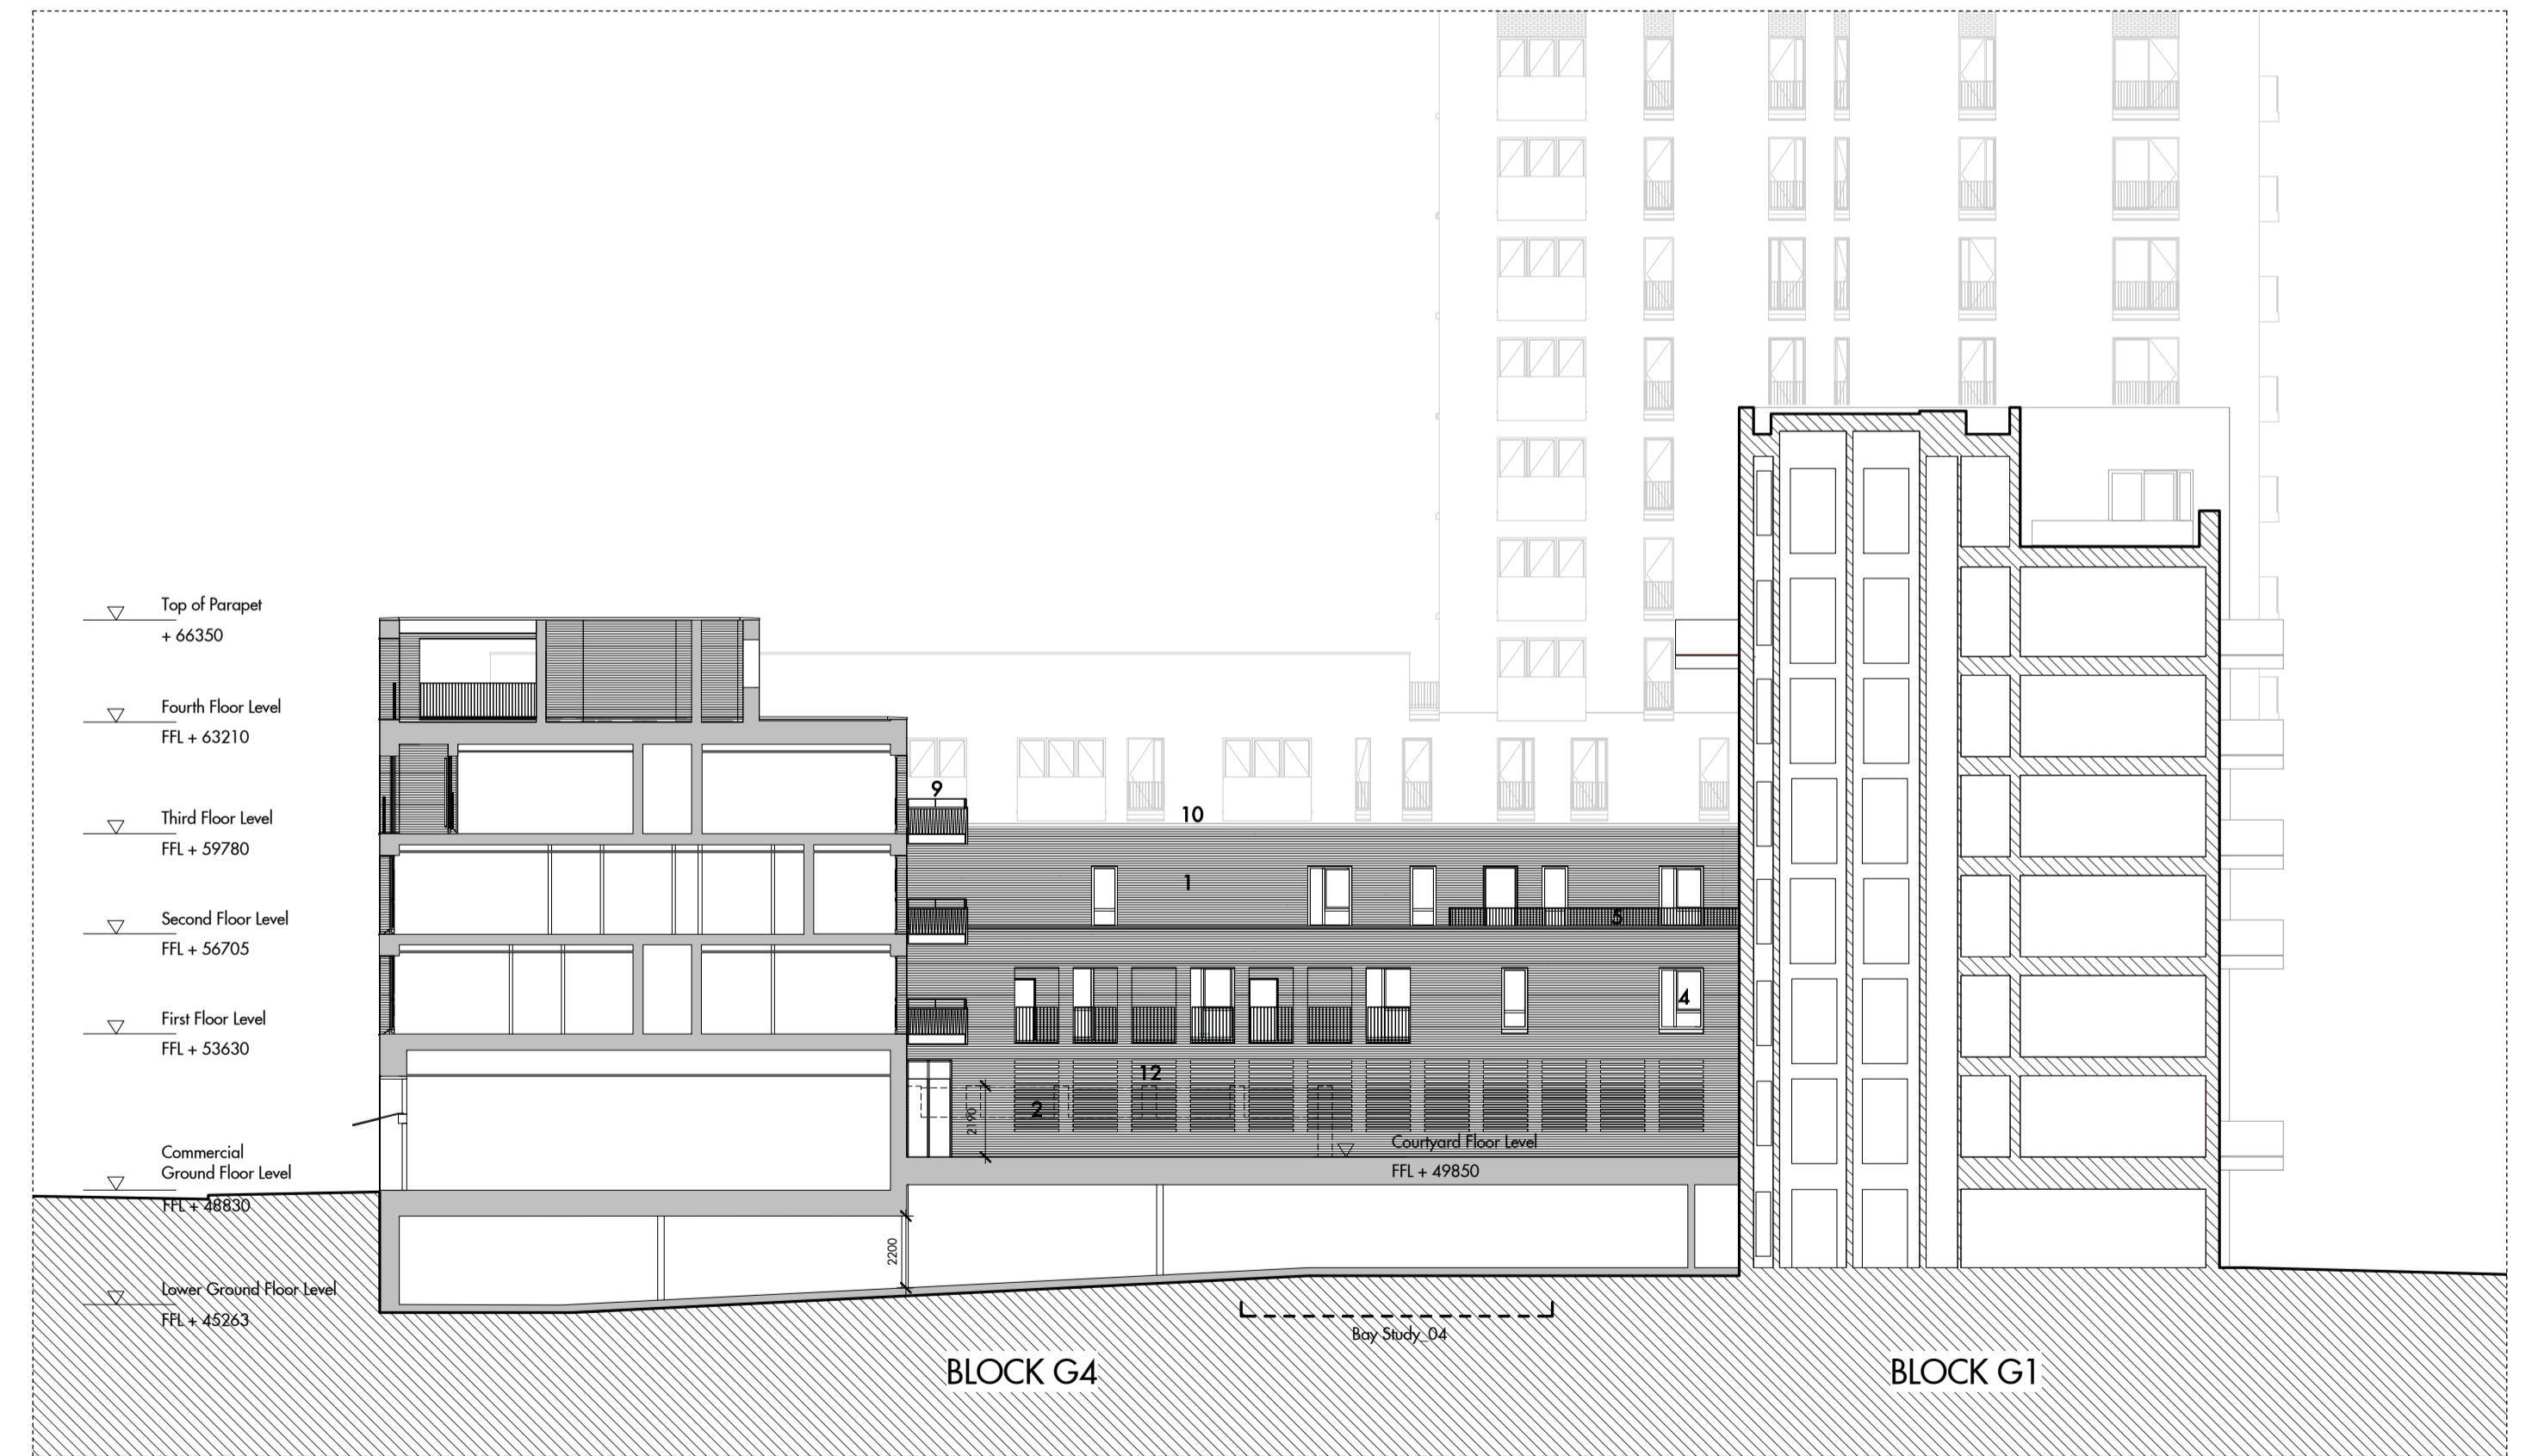 Top of Parapet
+ 66350
Fourth Floor Level
FFL + 63210
Third Floor Level
FFL + 59780
Second Floor Level
FFL + 56705
First Floor Level
FFL + 53630
Commercial
Ground Floor Level
FFL + 48830
Lower Ground Floor Level
FFL + 45263
9
10
1
5
4
12
2
2190
Courtyard Floor Level
FFL + 49850
2200
Bay Study_04
BLOCK G4
BLOCK G1